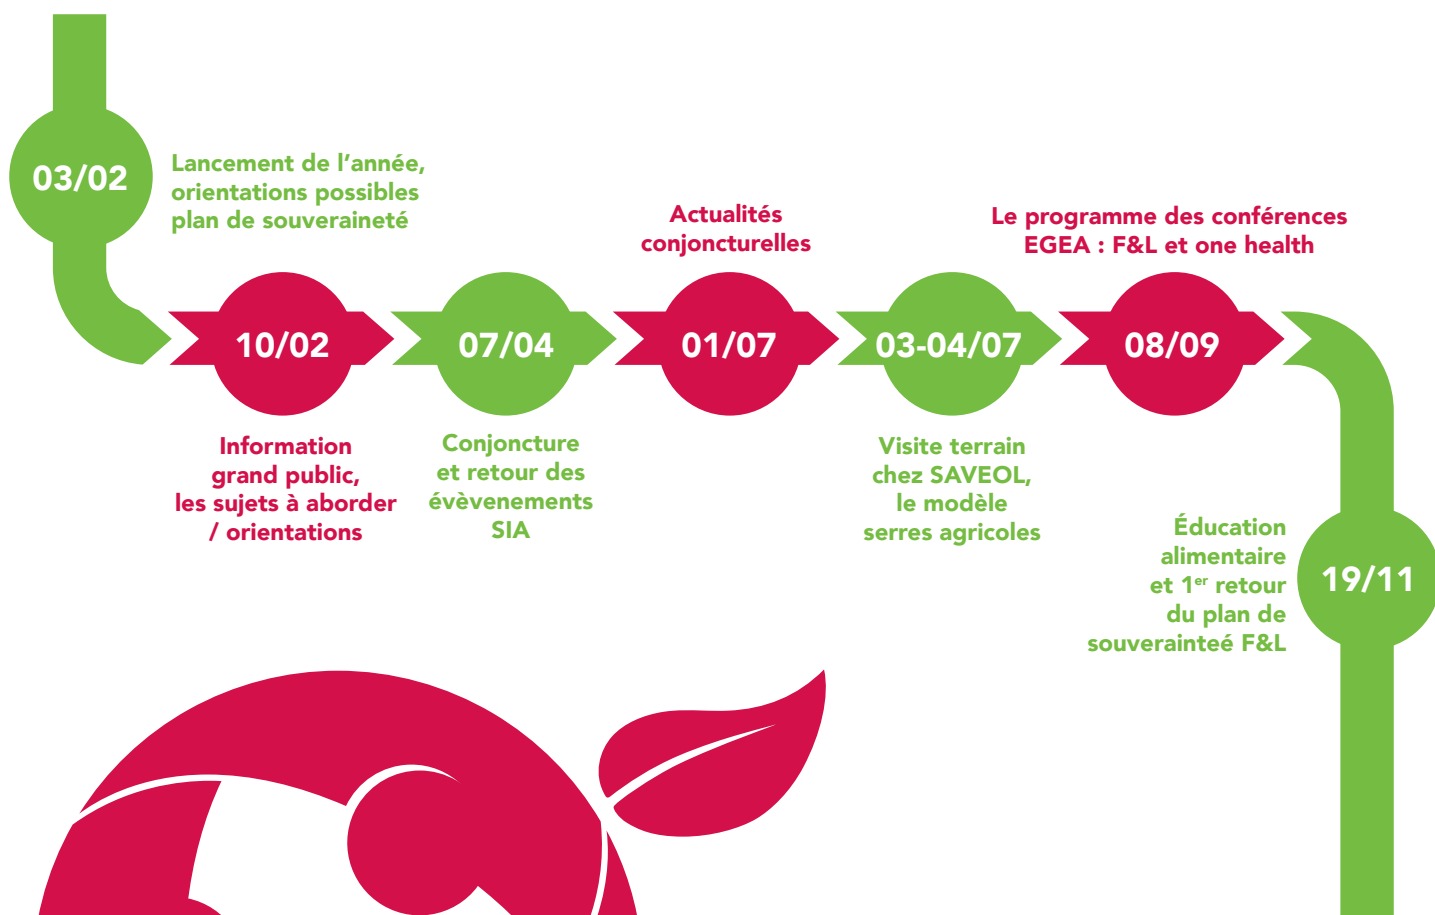 03/02
Lancement de l'année,
orientations possibles
plan de souveraineté
10/02
Information
grand public,
les sujets à aborder
/ orientations
07/04
Conjoncture
et retour des
évèvenements
SIA
Actualités
conjoncturelles
01/07
03-04/07
Visite terrain
chez SAVEOL,
le modèle
serres agricoles
Le programme des conférences
EGEA : F&L et one health
08/09
Éducation
alimentaire
et 1er retour
du plan de
souverainteé F&L
19/11